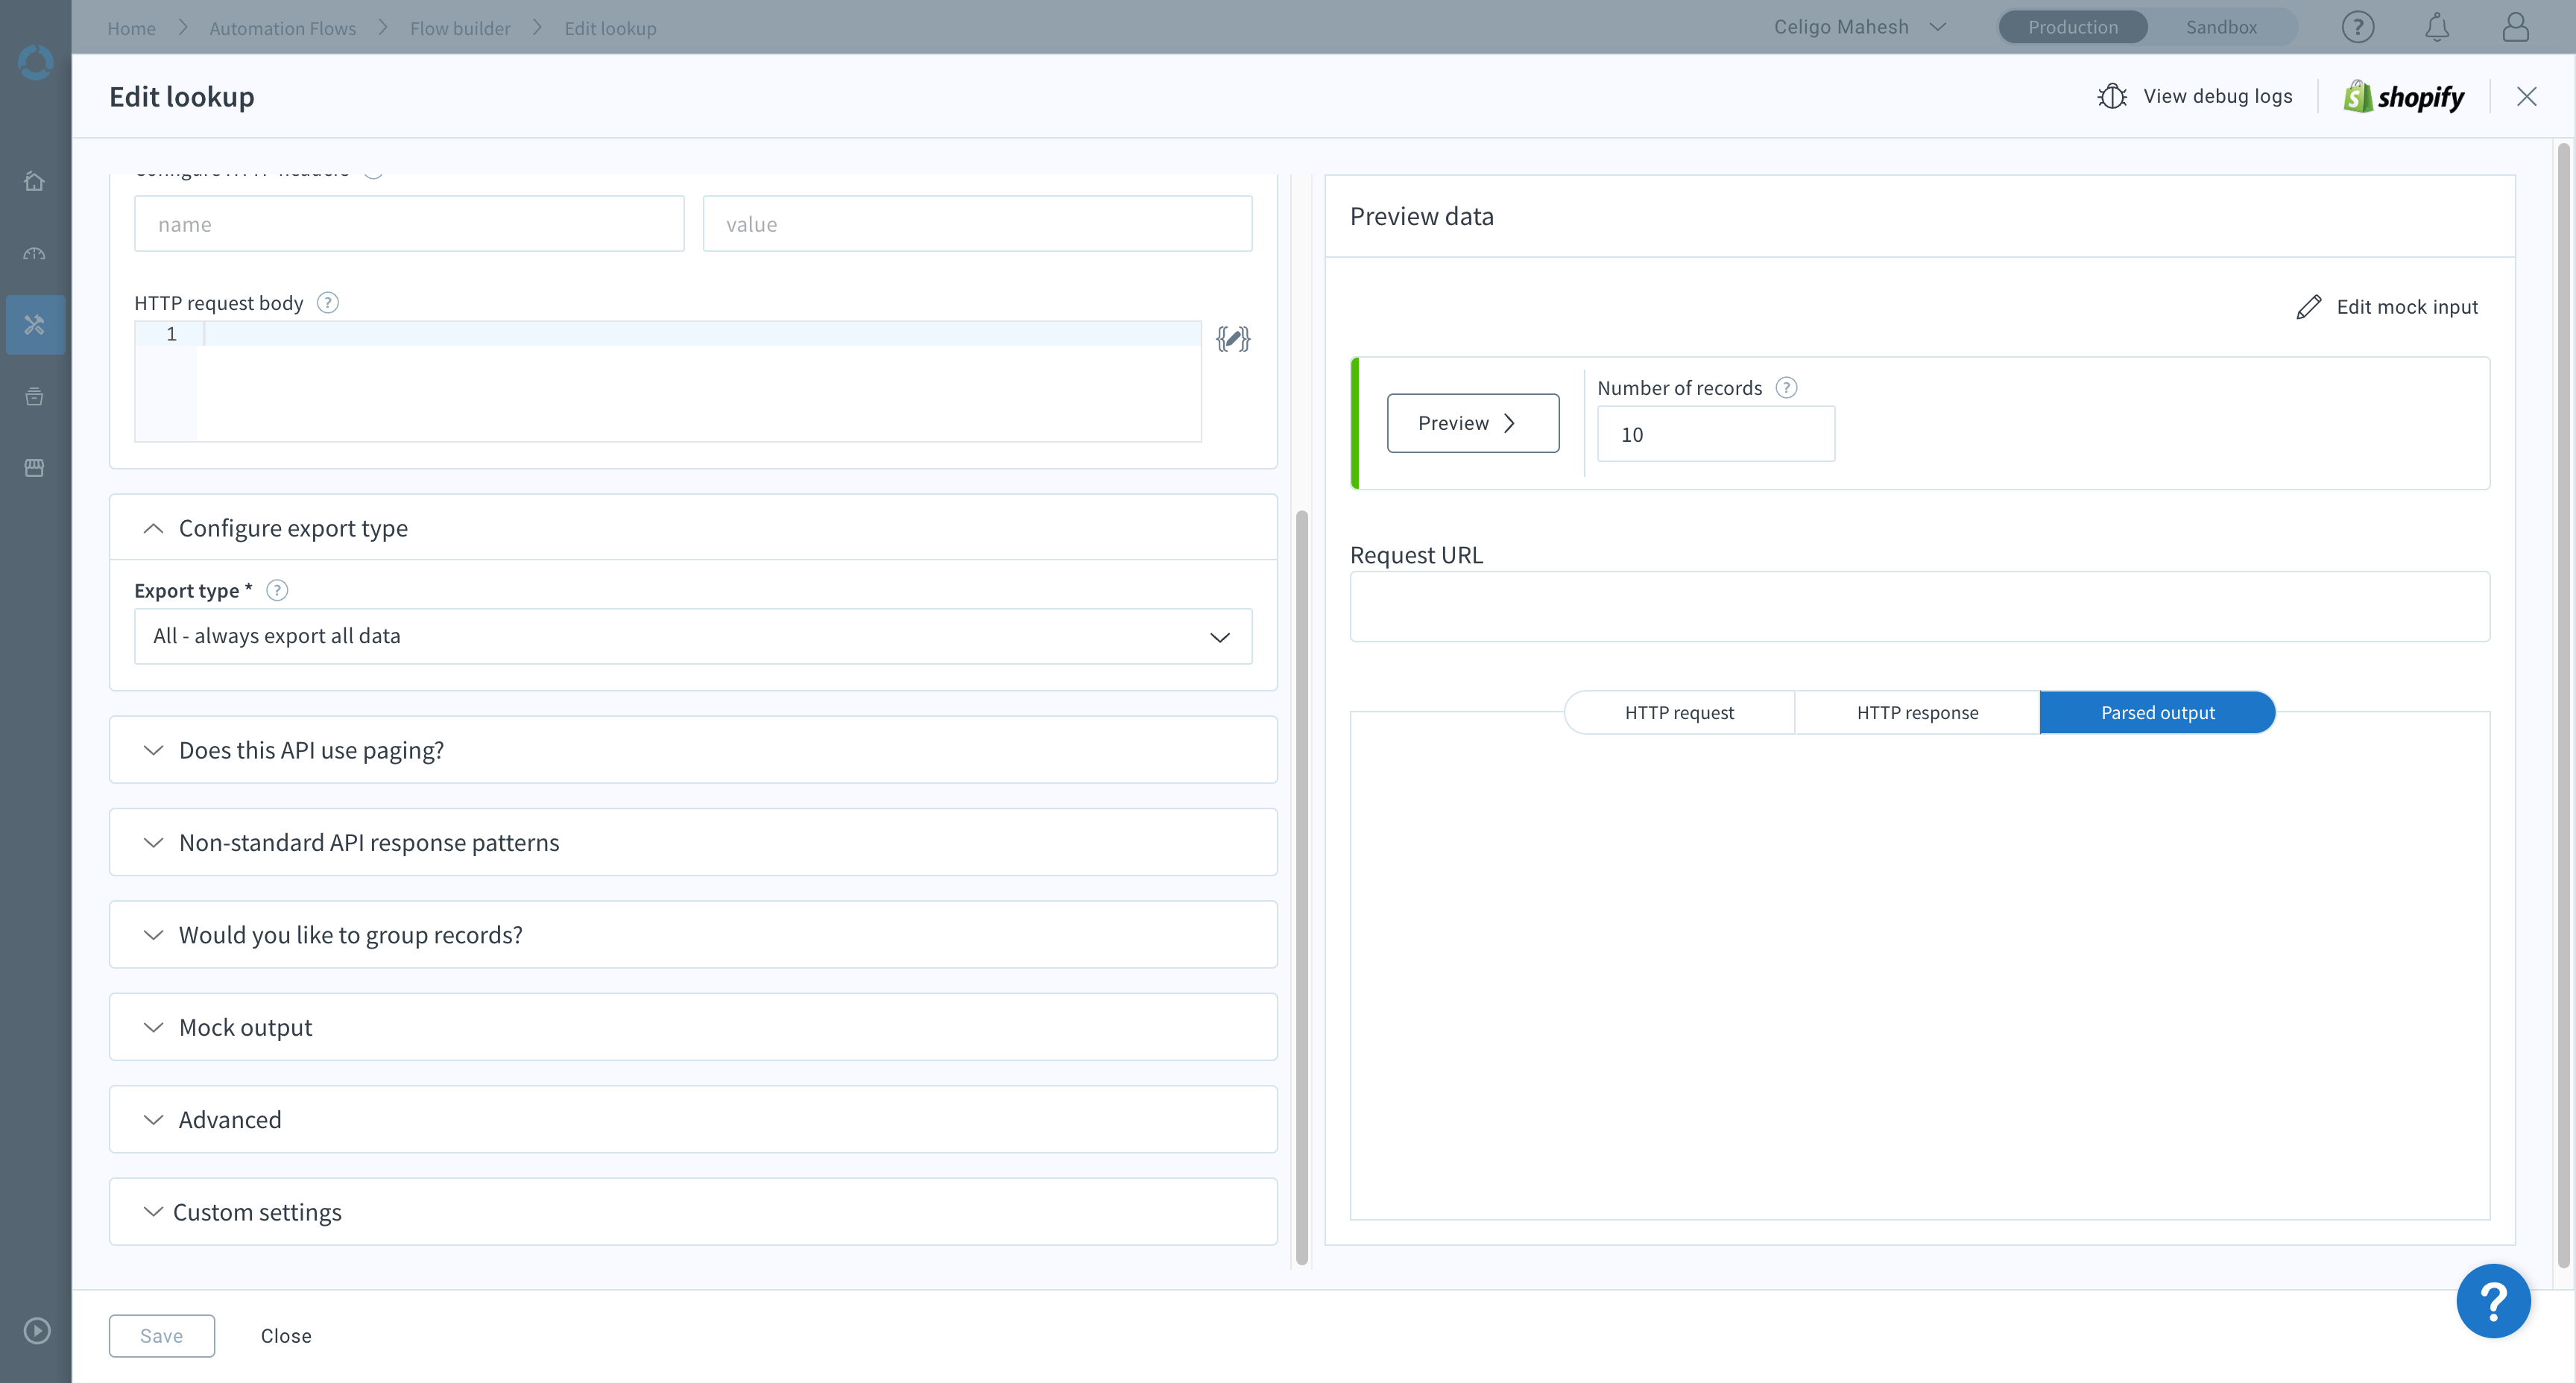 Home
Automation Flows
Flow builder
Edit lookup
Celigo Mahesh
Production
Sandbox
?
Edit lookup
View debug logs
shopify
name
value
HTTP request body ?
1
Configure export type
Export type * ?
All - always export all data
Does this API use paging?
Non-standard API response patterns
Would you like to group records?
Mock output
Advanced
Custom settings
Save
Close
Preview data
Edit mock input
Preview
Number of records ?
10
Request URL
HTTP request
HTTP response
Parsed output
?